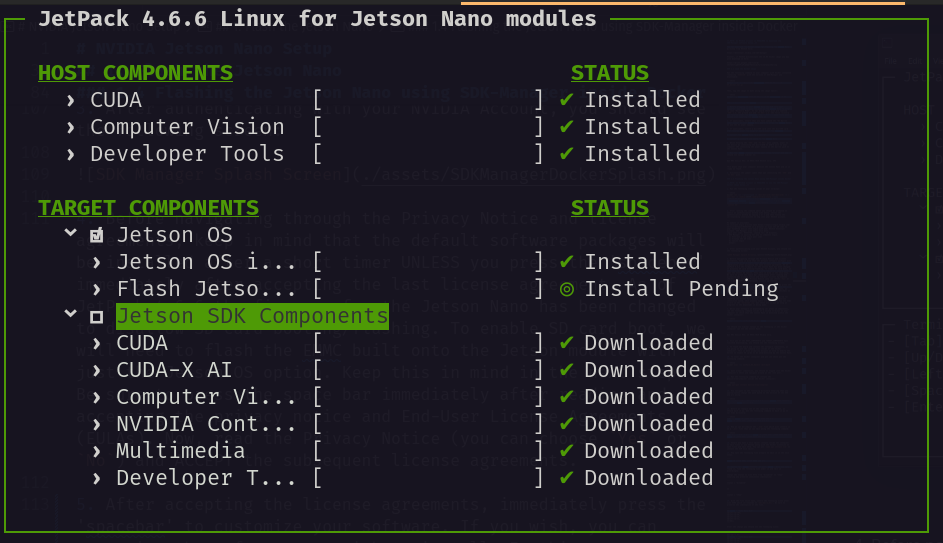 JetPack 4.6.6 Linux for Jetson Nano modules
HOST COMPONENTS STATUS
› CUDA [ ] ✔ Installed
› Computer Vision [ ] ✔ Installed
› Developer Tools [ ] ✔ Installed
TARGET COMPONENTS STATUS
Jetson OS
› Jetson OS i... [ ] ✔ Installed
› Flash Jetso... [ ] ◎ Install Pending
Jetson SDK Components
› CUDA [ ] ✔ Downloaded
› CUDA-X AI [ ] ✔ Downloaded
› Computer Vi... [ ] ✔ Downloaded
› NVIDIA Cont... [ ] ✔ Downloaded
› Multimedia [ ] ✔ Downloaded
› Developer T... [ ] ✔ Downloaded